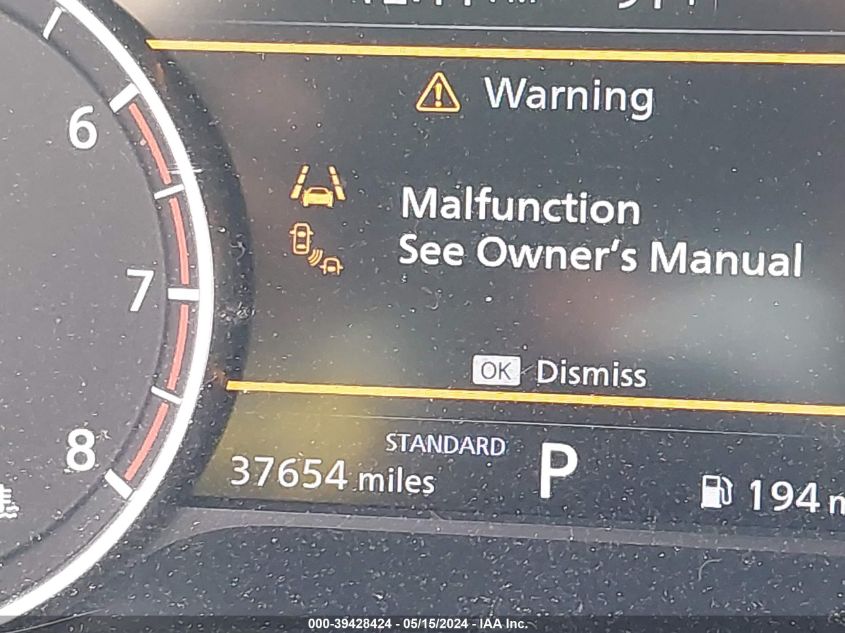 6
7
8
Warning
Malfunction
See Owner's Manual
OK Dismiss
STANDARD
37654 miles
P
194
000-39428424 - 05/15/2024 - IAA Inc.